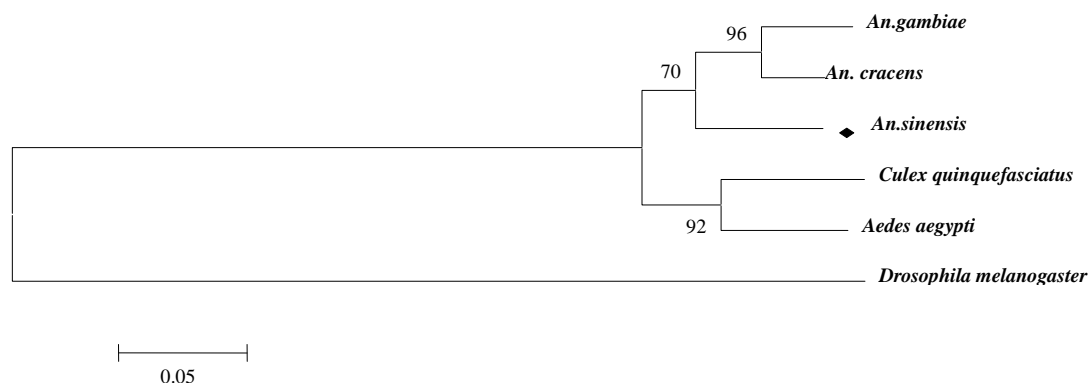 An.gambiae
96
An. cracens
70
An.sinensis
Culex quinquefasciatus
92
Aedes aegypti
Drosophila melanogaster
0.05